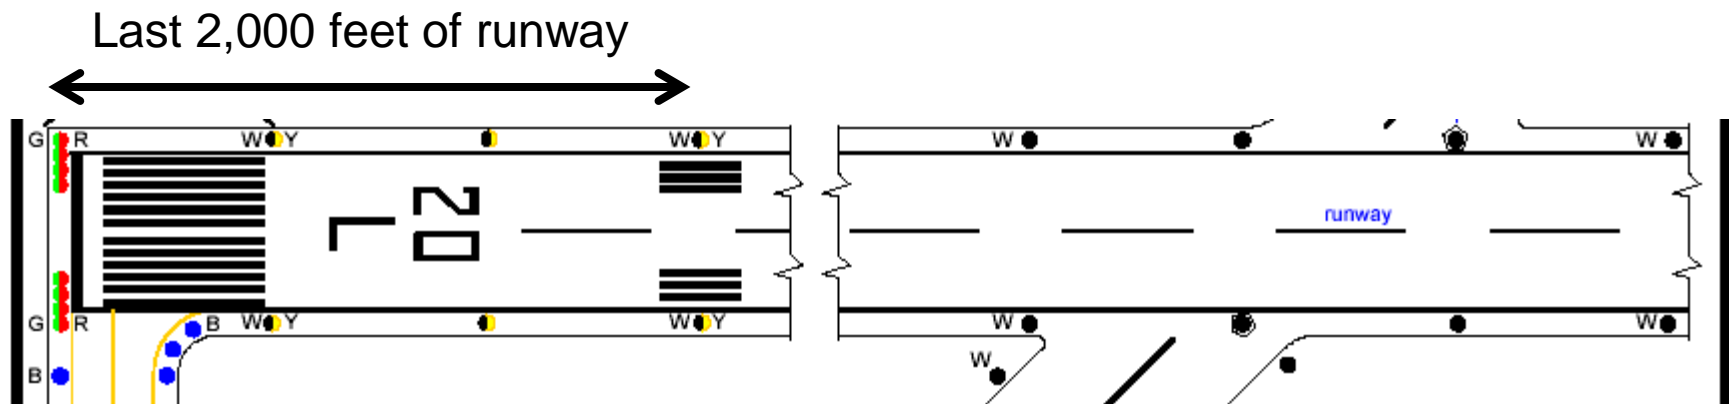 Last 2,000 feet of runway
G R W Y W Y W W
20
L
runway
G R B W Y W Y W W
W
B